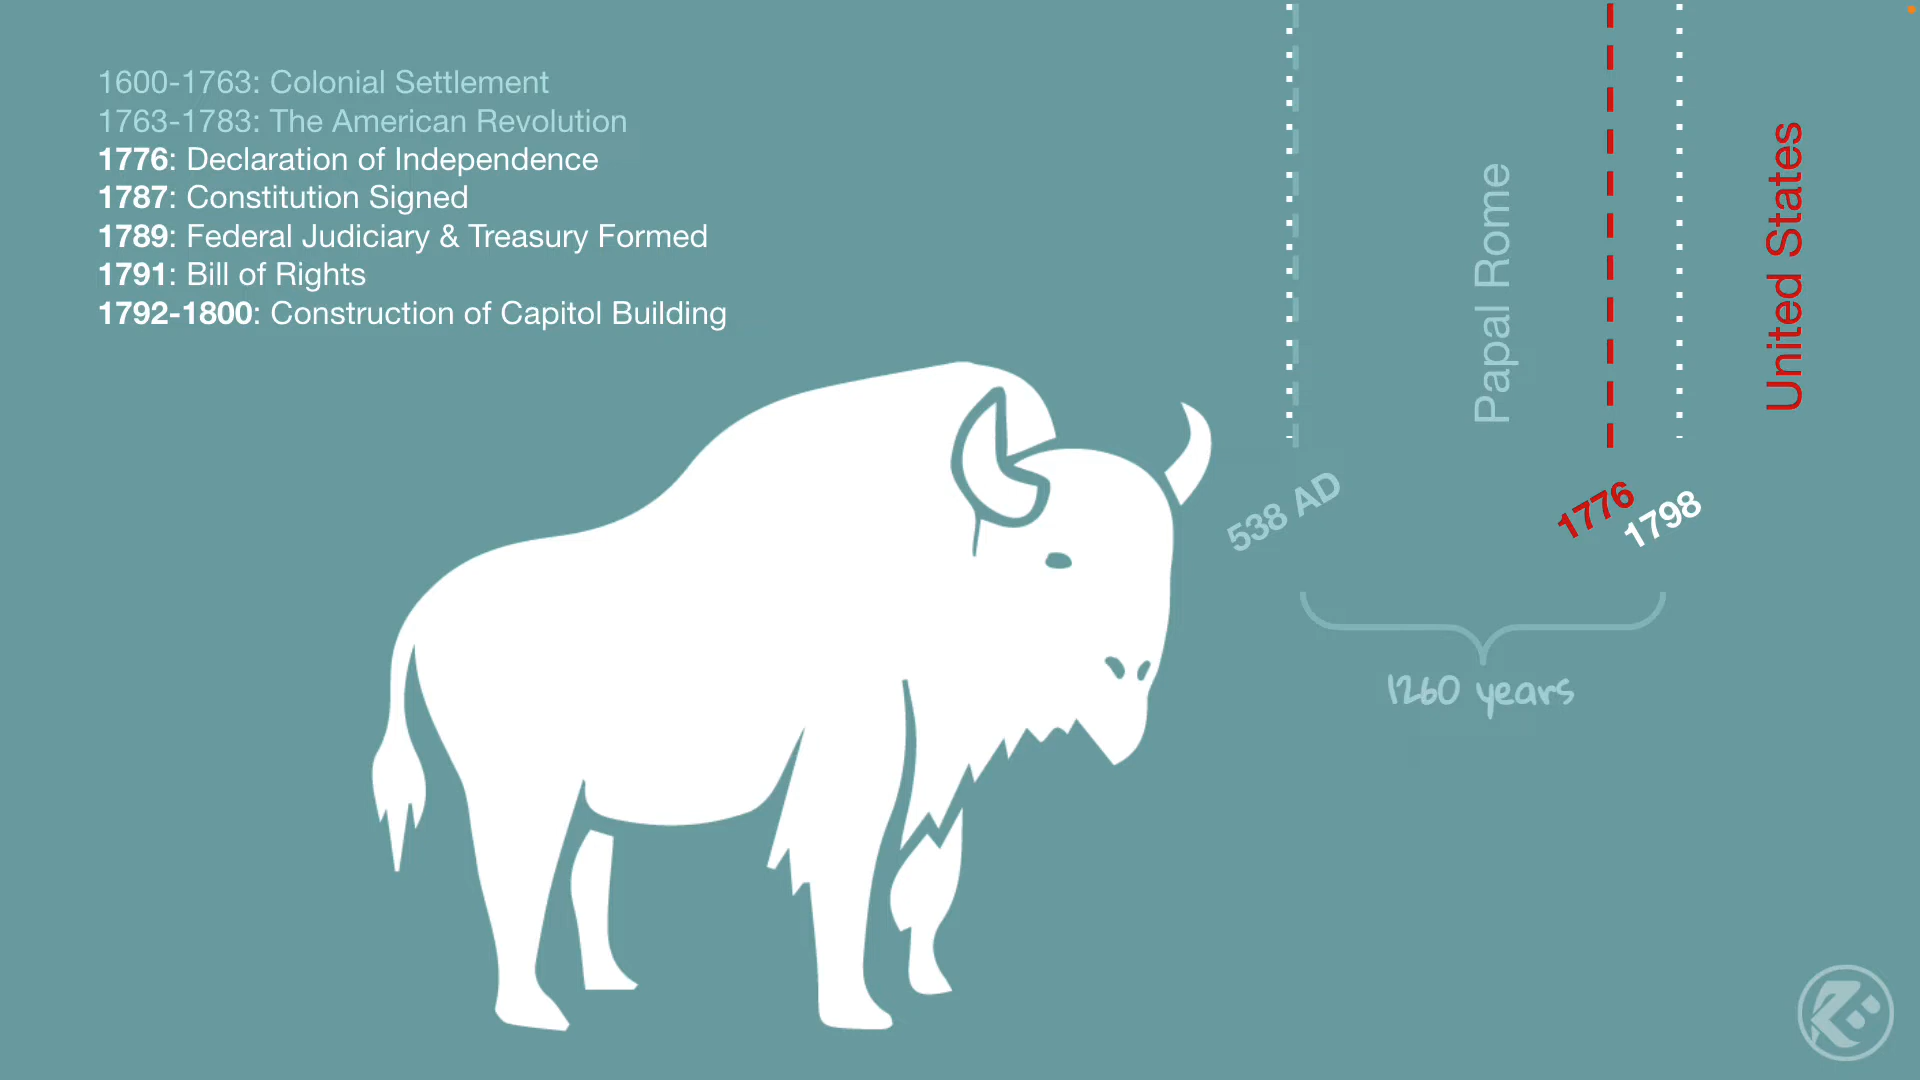 1600-1763: Colonial Settlement
1763-1783: The American Revolution
1776: Declaration of Independence
1787: Constitution Signed
1789: Federal Judiciary & Treasury Formed
1791: Bill of Rights
1792-1800: Construction of Capitol Building
Papal Rome
United States
538 AD
1776
1798
1260 years